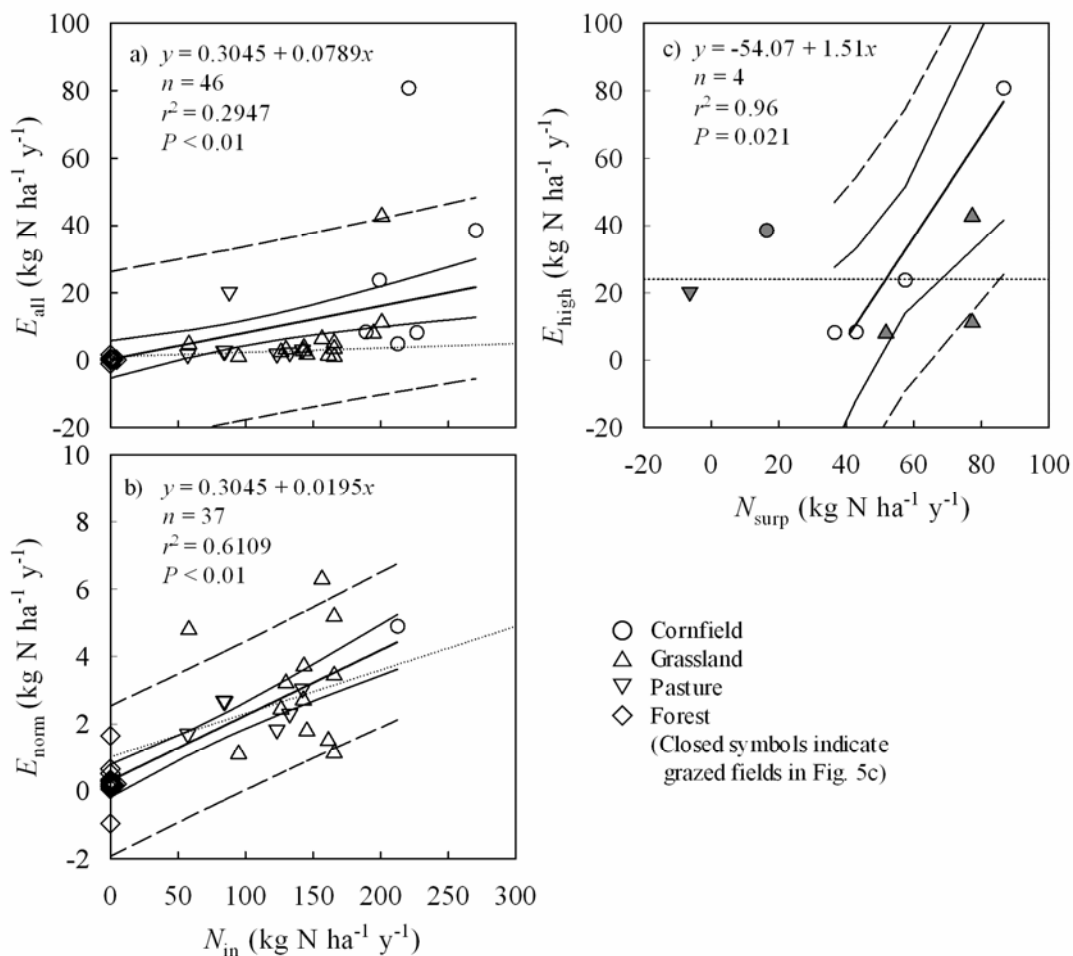 a) y = 0.3045 + 0.0789x
n = 46
r² = 0.2947
P < 0.01
E_all (kg N ha⁻¹ y⁻¹)
100
80
60
40
20
0
-20
c) y = -54.07 + 1.51x
n = 4
r² = 0.96
P = 0.021
E_high (kg N ha⁻¹ y⁻¹)
100
80
60
40
20
0
-20
-20 0 20 40 60 80 100
N_surp (kg N ha⁻¹ y⁻¹)
b) y = 0.3045 + 0.0195x
n = 37
r² = 0.6109
P < 0.01
E_norm (kg N ha⁻¹ y⁻¹)
10
8
6
4
2
0
-2
0 50 100 150 200 250 300
N_in (kg N ha⁻¹ y⁻¹)
Cornfield
Grassland
Pasture
Forest
(Closed symbols indicate
grazed fields in Fig. 5c)